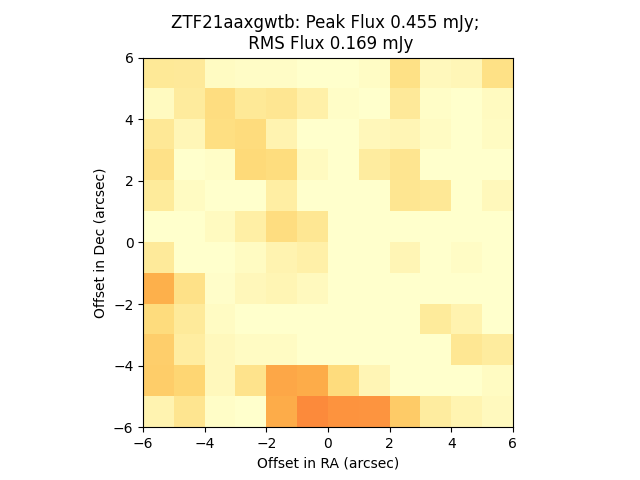 ZTF21aaxgwtb: Peak Flux 0.455 mJy;
RMS Flux 0.169 mJy
6
4
2
0
−2
−4
−6
Offset in Dec (arcsec)
−6 −4 −2 0 2 4 6
Offset in RA (arcsec)